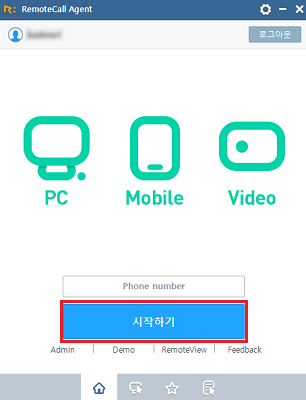 RemoteCall Agent
로그아웃
PC Mobile Video
Phone number
시작하기
Admin Demo RemoteView Feedback